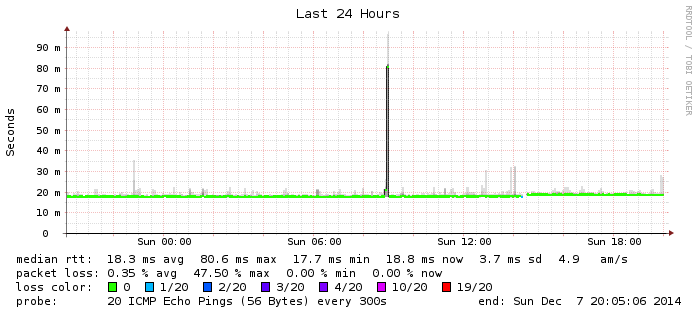 Last 24 Hours
RRDTOOL / TOBI OETIKER
Seconds
90 m
80 m
70 m
60 m
50 m
40 m
30 m
20 m
10 m
0
Sun 00:00 Sun 06:00 Sun 12:00 Sun 18:00
median rtt: 18.3 ms avg 80.6 ms max 17.7 ms min 18.8 ms now 3.7 ms sd 4.9 am/s
packet loss: 0.35 % avg 47.50 % max 0.00 % min 0.00 % now
loss color: 0 1/20 2/20 3/20 4/20 10/20 19/20
probe: 20 ICMP Echo Pings (56 Bytes) every 300s end: Sun Dec 7 20:05:06 2014